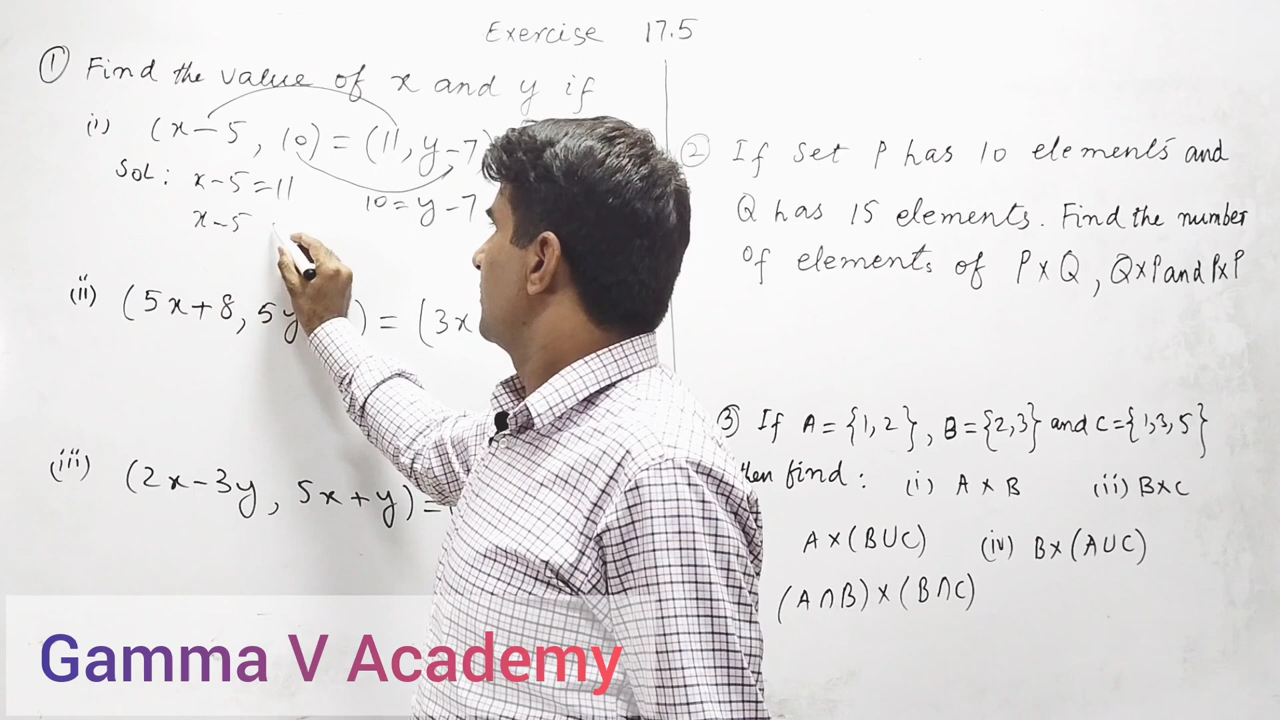 Exercise 17.5
① Find the value of x and y if
(i) (x-5, 10) = (11, y-7)
Sol: x-5=11
10=y-7
x-5
(ii) (5x+8, 5y ) = (3x
(iii) (2x-3y, 5x+y) =
② If set P has 10 elements and
Q has 15 elements. Find the number
of elements of P×Q, Q×P and P×P
③ If A={1,2}, B={2,3} and C={1,3,5}
then find: (i) A×B (ii) B×C
A×(B∪C) (iv) B×(A∪C)
(A∩B)×(B∩C)
Gamma V Academy